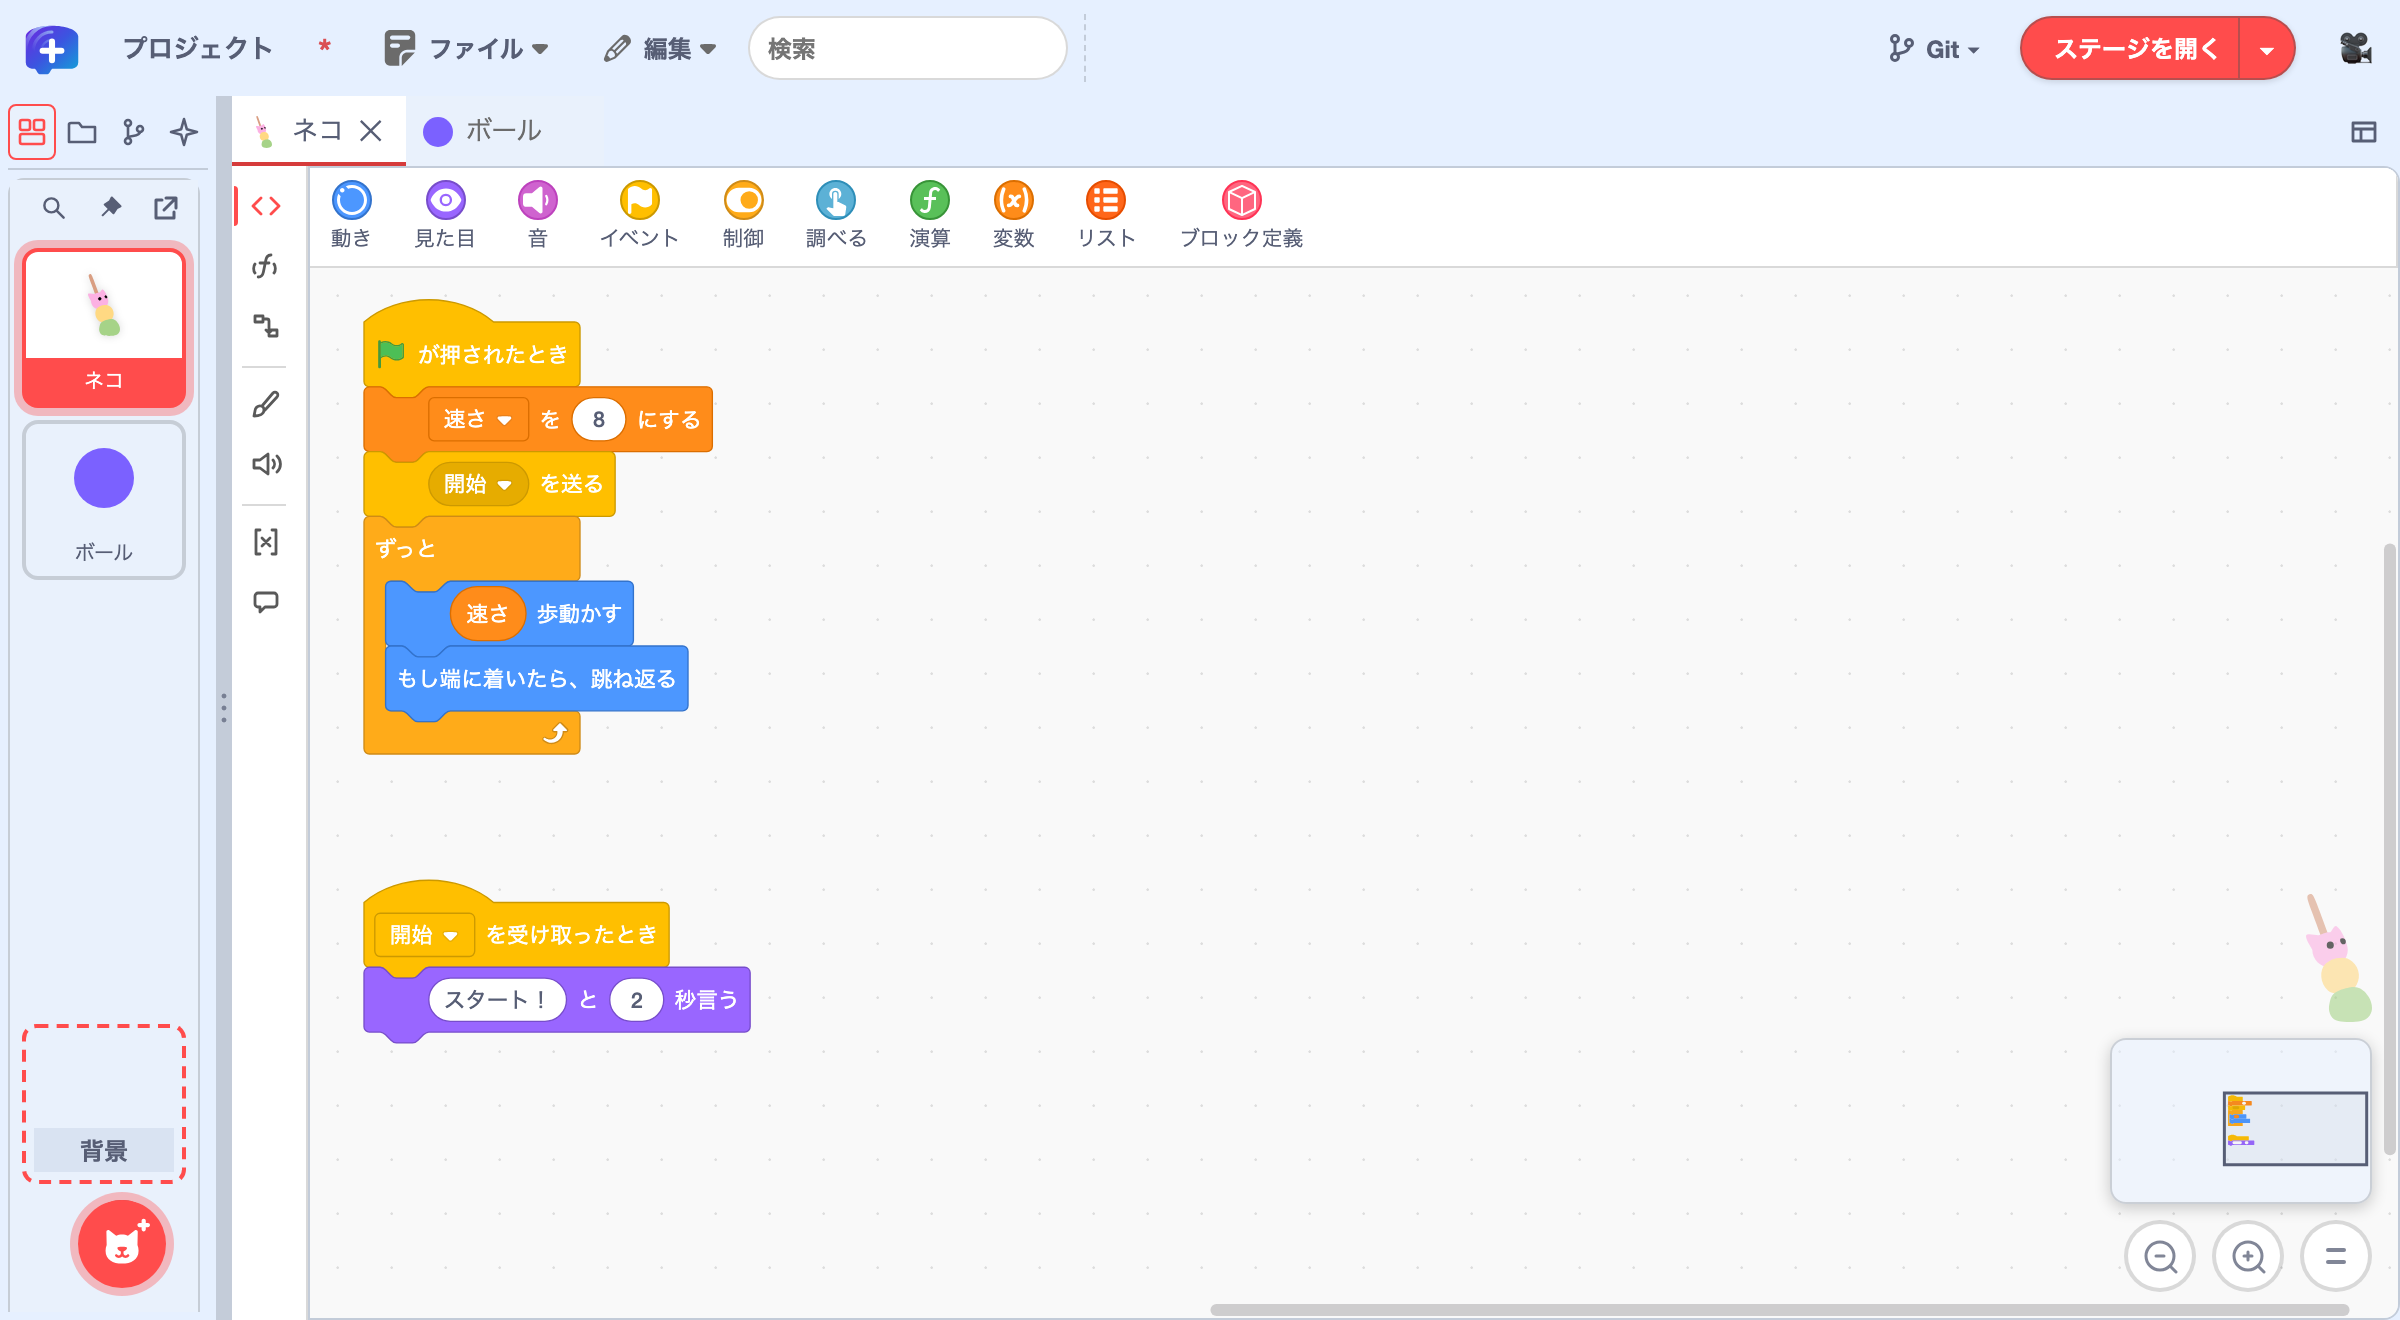 プロジェクト *
ファイル
編集
検索
Git
ステージを開く
ネコ
ボール
動き
見た目
音
イベント
制御
調べる
演算
変数
リスト
ブロック定義
ネコ
ボール
背景
が押されたとき
速さ を 8 にする
開始 を送る
ずっと
速さ 歩動かす
もし端に着いたら、跳ね返る
開始 を受け取ったとき
スタート！ と 2 秒言う